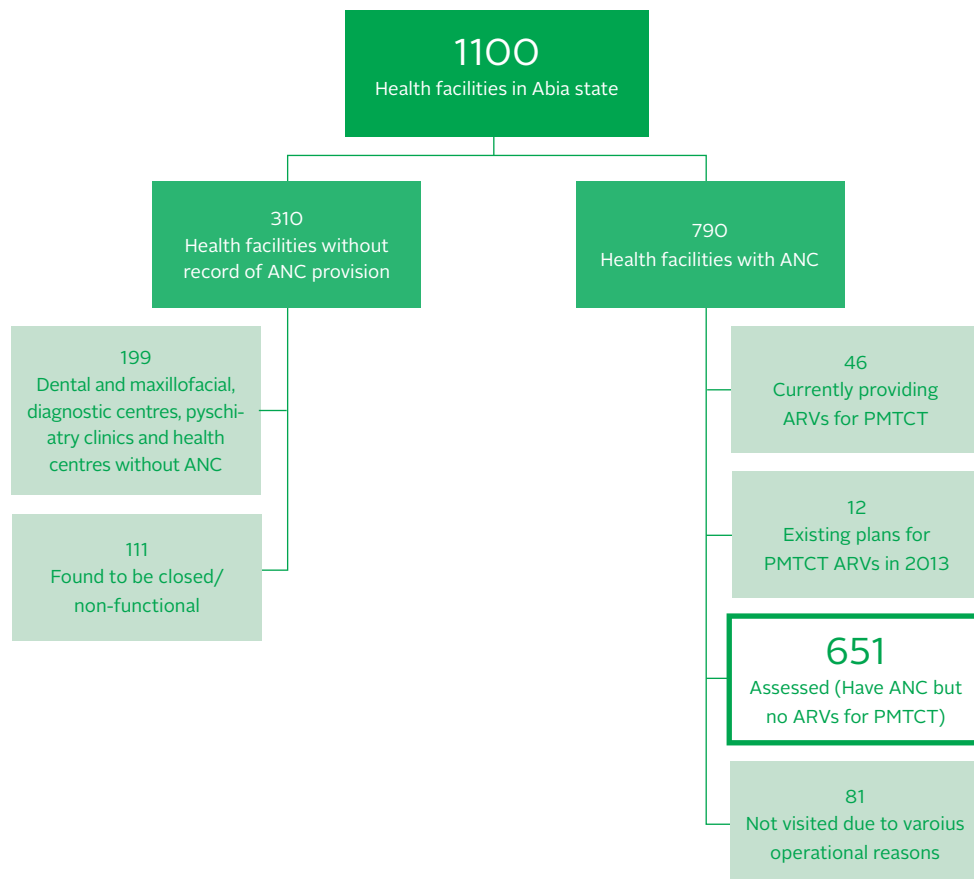 1100
Health facilities in Abia state
310
Health facilities without
record of ANC provision
790
Health facilities with ANC
199
Dental and maxillofacial,
diagnostic centres, pyschi-
atry clinics and health
centres without ANC
111
Found to be closed/
non-functional
46
Currently providing
ARVs for PMTCT
12
Existing plans for
PMTCT ARVs in 2013
651
Assessed (Have ANC but
no ARVs for PMTCT)
81
Not visited due to varoius
operational reasons